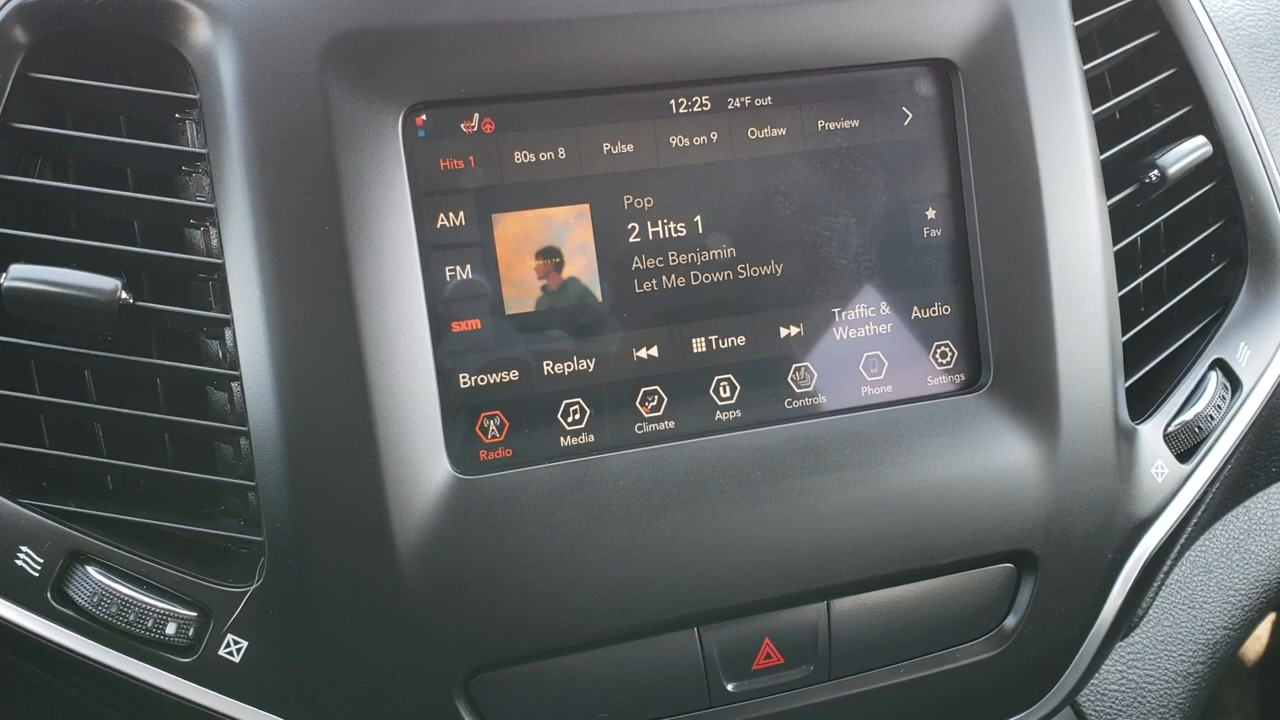 12:25 24°F out
Hits 1 80s on 8 Pulse 90s on 9 Outlaw Preview
AM
FM
sxm
Pop
2 Hits 1
Alec Benjamin
Let Me Down Slowly
Fav
Browse Replay Tune Traffic & Weather Audio
Radio Media Climate Apps Controls Phone Settings